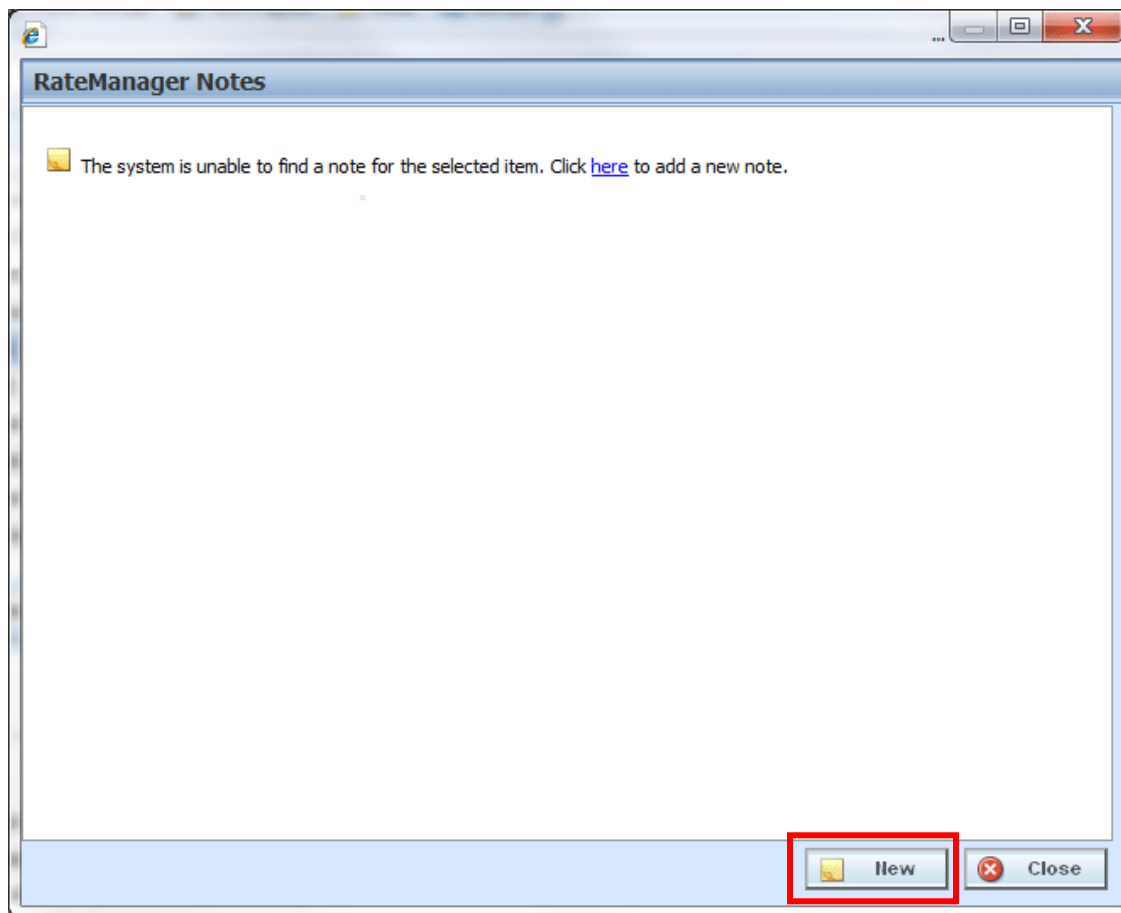 RateManager Notes
The system is unable to find a note for the selected item. Click here to add a new note.
New
Close